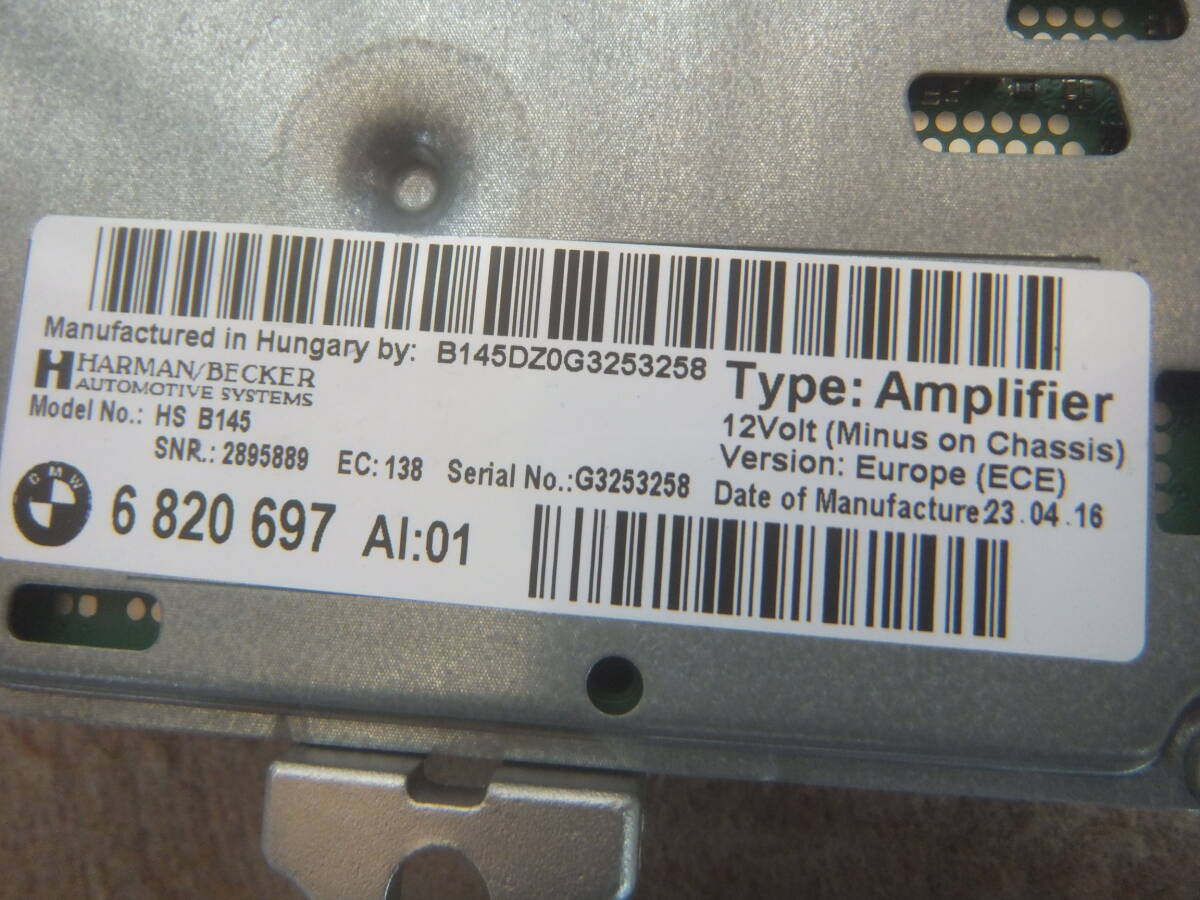 Manufactured in Hungary by: B145DZ0G3253258
HARMAN/BECKER
AUTOMOTIVE SYSTEMS
Type: Amplifier
12Volt (Minus on Chassis)
Version: Europe (ECE)
Model No.: HS B145
SNR.: 2895889 EC: 138 Serial No.:G3253258
Date of Manufacture:23.04.16
BMW
6 820 697 AI:01